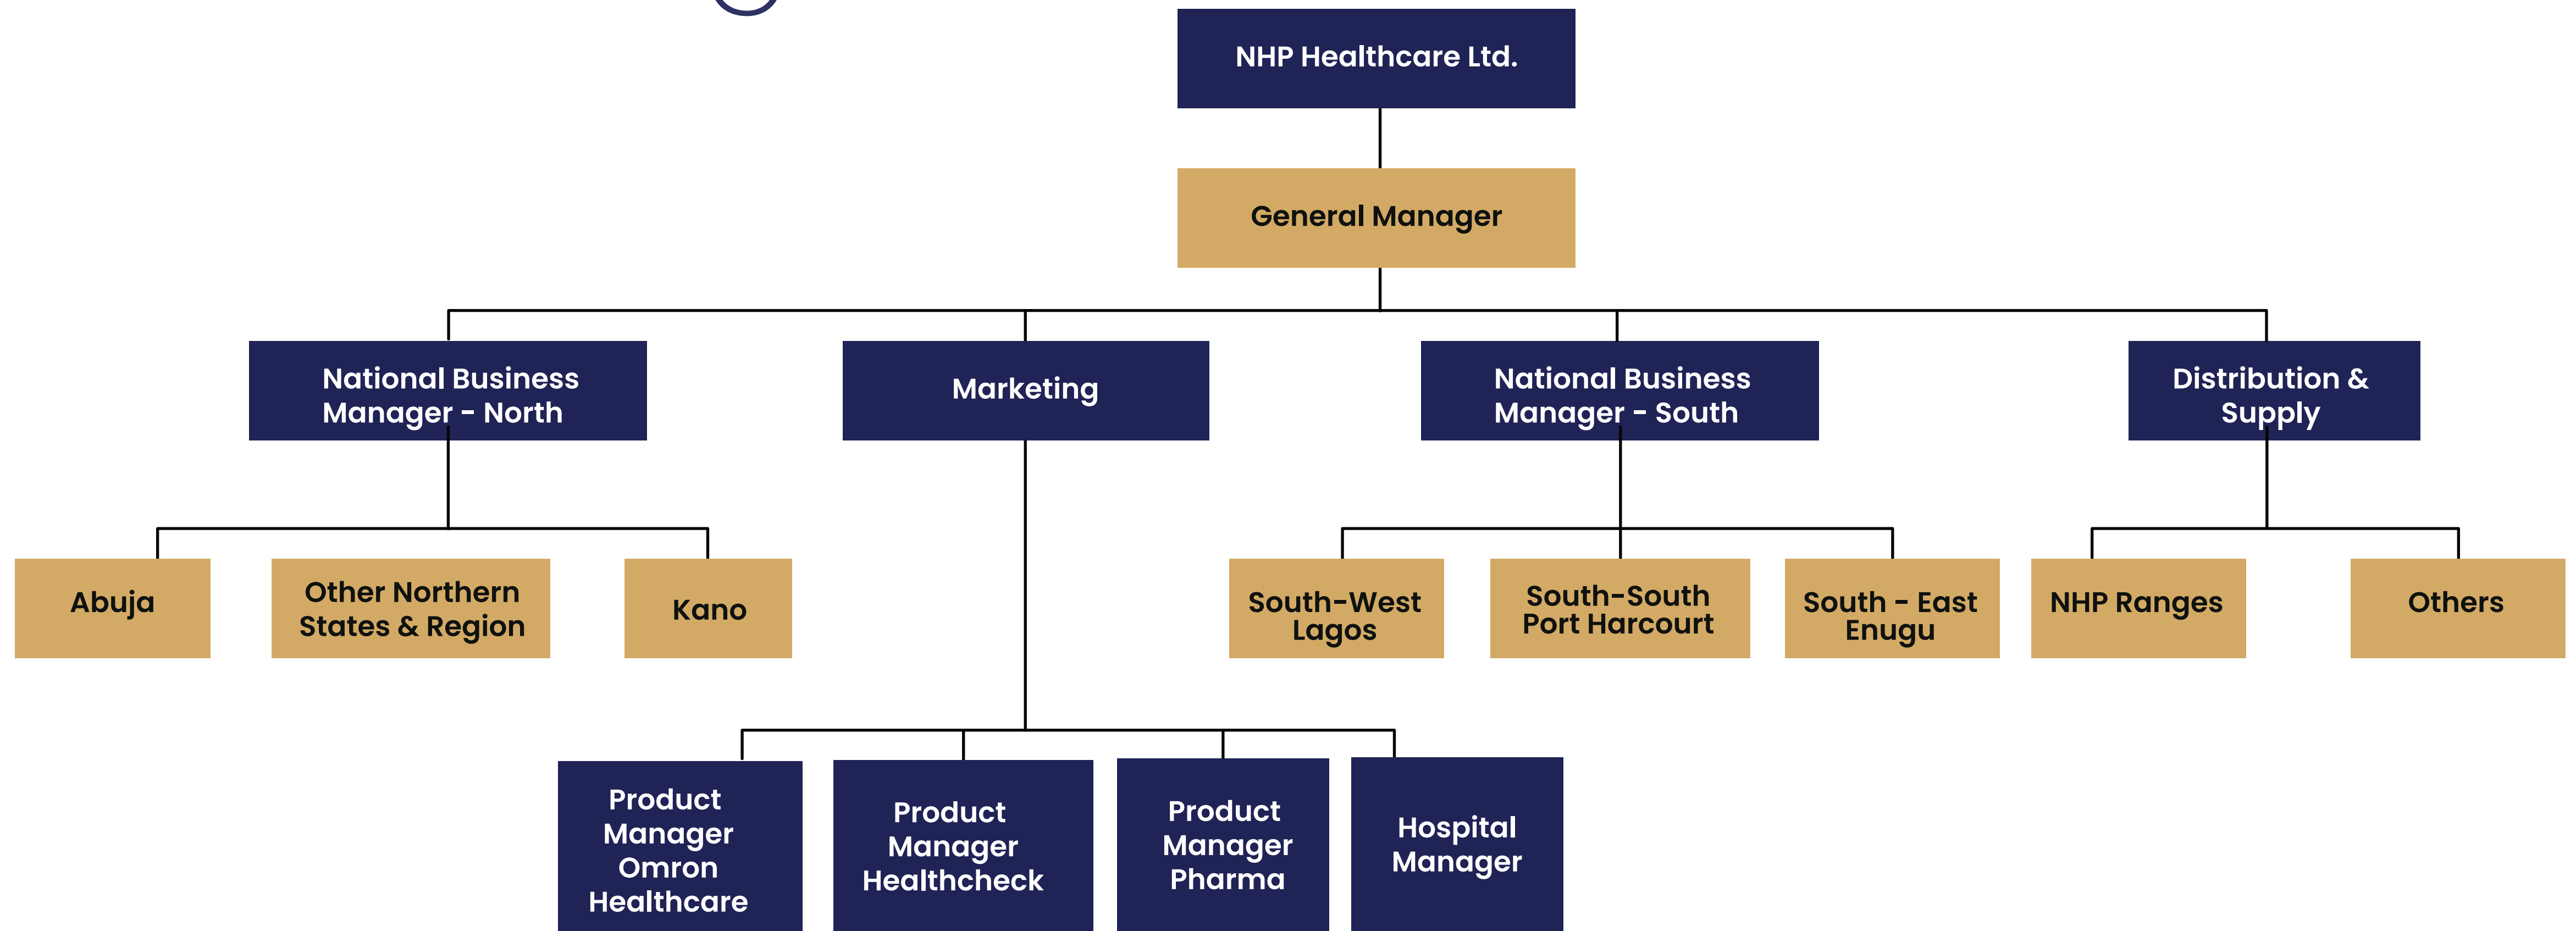 NHP Healthcare Ltd.
General Manager
National Business
Manager - North
Marketing
National Business
Manager - South
Distribution &
Supply
Abuja
Other Northern
States & Region
Kano
South-West
Lagos
South-South
Port Harcourt
South - East
Enugu
NHP Ranges
Others
Product
Manager
Omron
Healthcare
Product
Manager
Healthcheck
Product
Manager
Pharma
Hospital
Manager